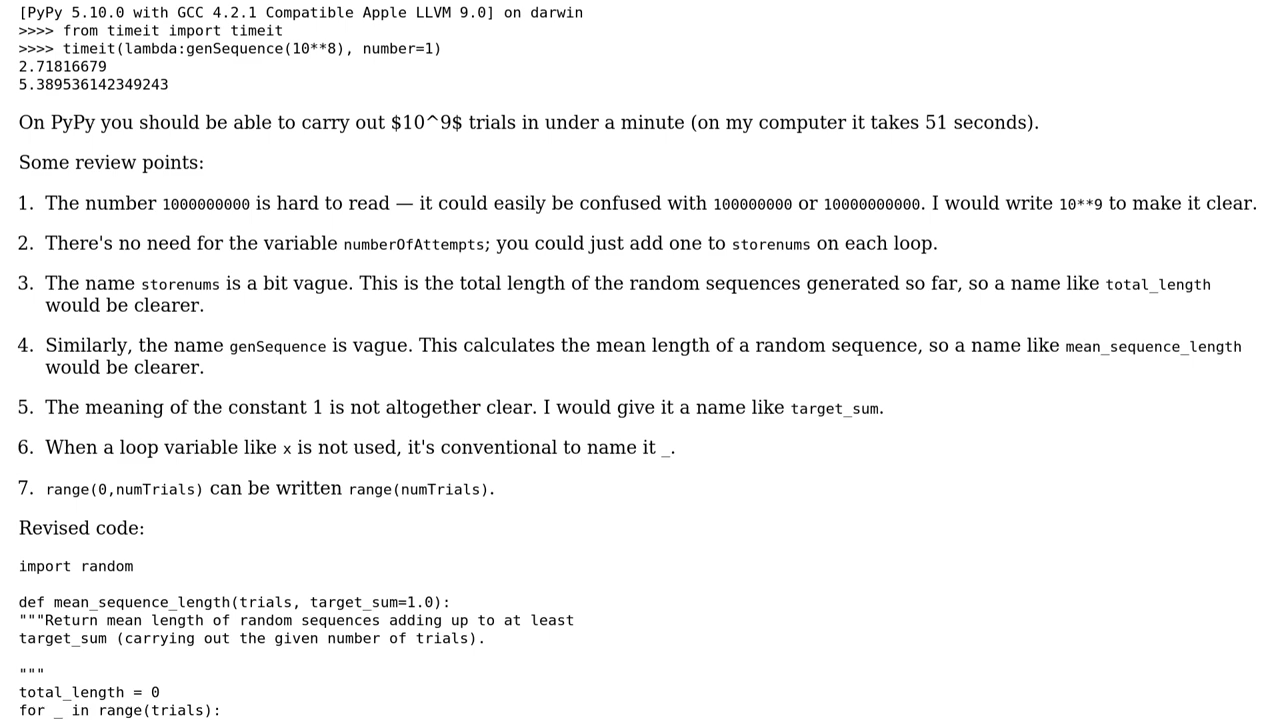 [PyPy 5.10.0 with GCC 4.2.1 Compatible Apple LLVM 9.0] on darwin
>>>> from timeit import timeit
>>>> timeit(lambda:genSequence(10**8), number=1)
2.71816679
5.389536142349243
On PyPy you should be able to carry out $10^9$ trials in under a minute (on my computer it takes 51 seconds).
Some review points:
1. The number 1000000000 is hard to read — it could easily be confused with 100000000 or 10000000000. I would write 10**9 to make it clear.
2. There's no need for the variable numberOfAttempts; you could just add one to storenums on each loop.
3. The name storenums is a bit vague. This is the total length of the random sequences generated so far, so a name like total_length
would be clearer.
4. Similarly, the name genSequence is vague. This calculates the mean length of a random sequence, so a name like mean_sequence_length
would be clearer.
5. The meaning of the constant 1 is not altogether clear. I would give it a name like target_sum.
6. When a loop variable like x is not used, it's conventional to name it _.
7. range(0,numTrials) can be written range(numTrials).
Revised code:
import random
def mean_sequence_length(trials, target_sum=1.0):
"""Return mean length of random sequences adding up to at least
target_sum (carrying out the given number of trials).
"""
total_length = 0
for _ in range(trials):